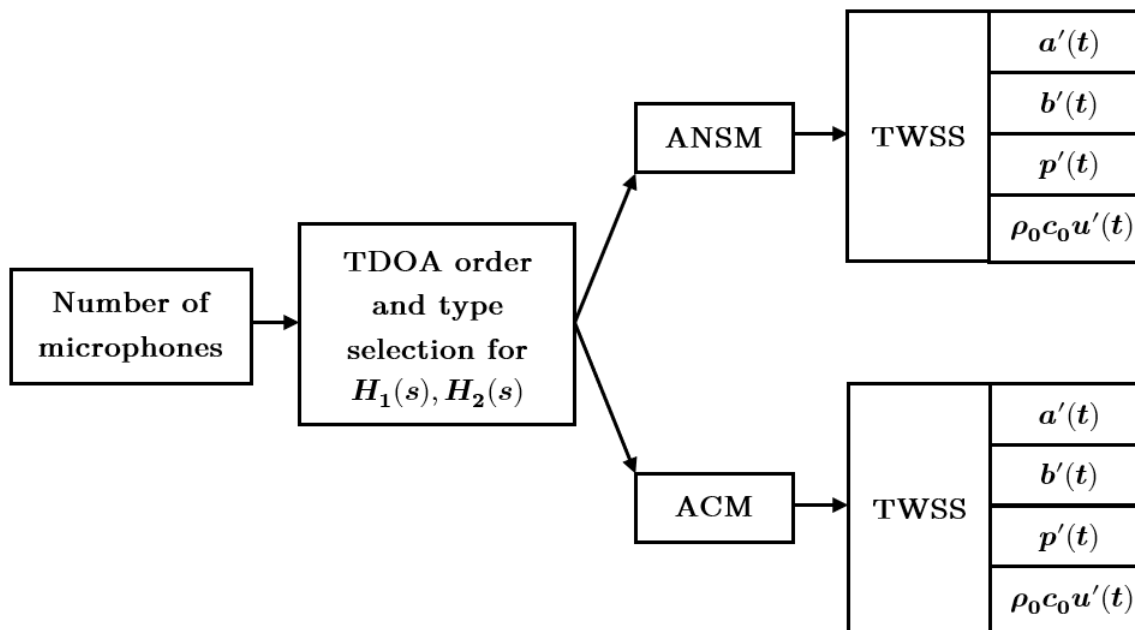 Number of
microphones
TDOA order
and type
selection for
H₁(s), H₂(s)
ANSM
TWSS
a′(t)
b′(t)
p′(t)
ρ₀c₀u′(t)
ACM
TWSS
a′(t)
b′(t)
p′(t)
ρ₀c₀u′(t)